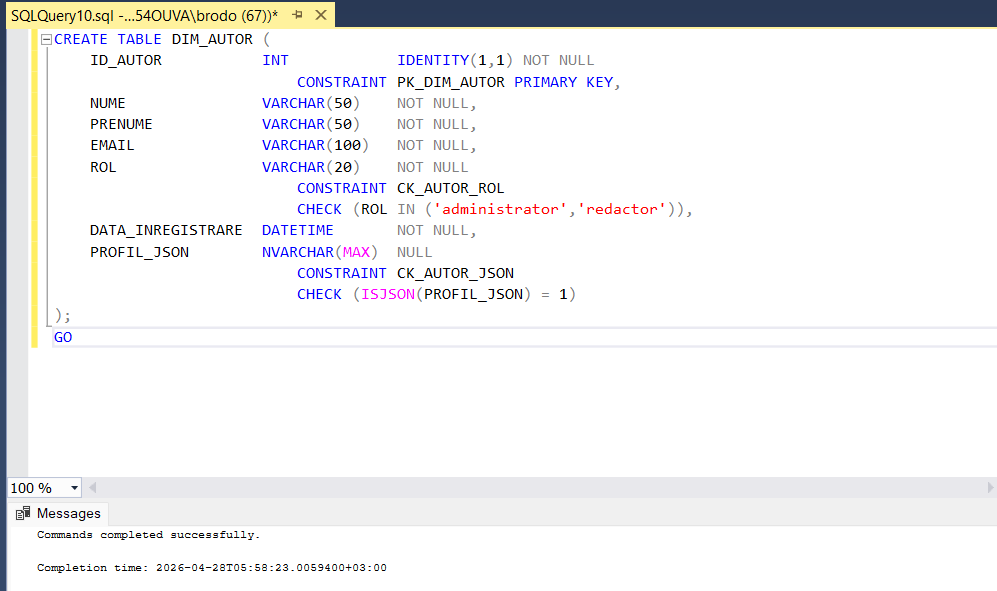 SQLQuery10.sql -...54OUVA\brodo (67))*
CREATE TABLE DIM_AUTOR (
ID_AUTOR INT IDENTITY(1,1) NOT NULL
CONSTRAINT PK_DIM_AUTOR PRIMARY KEY,
NUME VARCHAR(50) NOT NULL,
PRENUME VARCHAR(50) NOT NULL,
EMAIL VARCHAR(100) NOT NULL,
ROL VARCHAR(20) NOT NULL
CONSTRAINT CK_AUTOR_ROL
CHECK (ROL IN ('administrator','redactor')),
DATA_INREGISTRARE DATETIME NOT NULL,
PROFIL_JSON NVARCHAR(MAX) NULL
CONSTRAINT CK_AUTOR_JSON
CHECK (ISJSON(PROFIL_JSON) = 1)
);
GO
100 %
Messages
Commands completed successfully.
Completion time: 2026-04-28T05:58:23.0059400+03:00